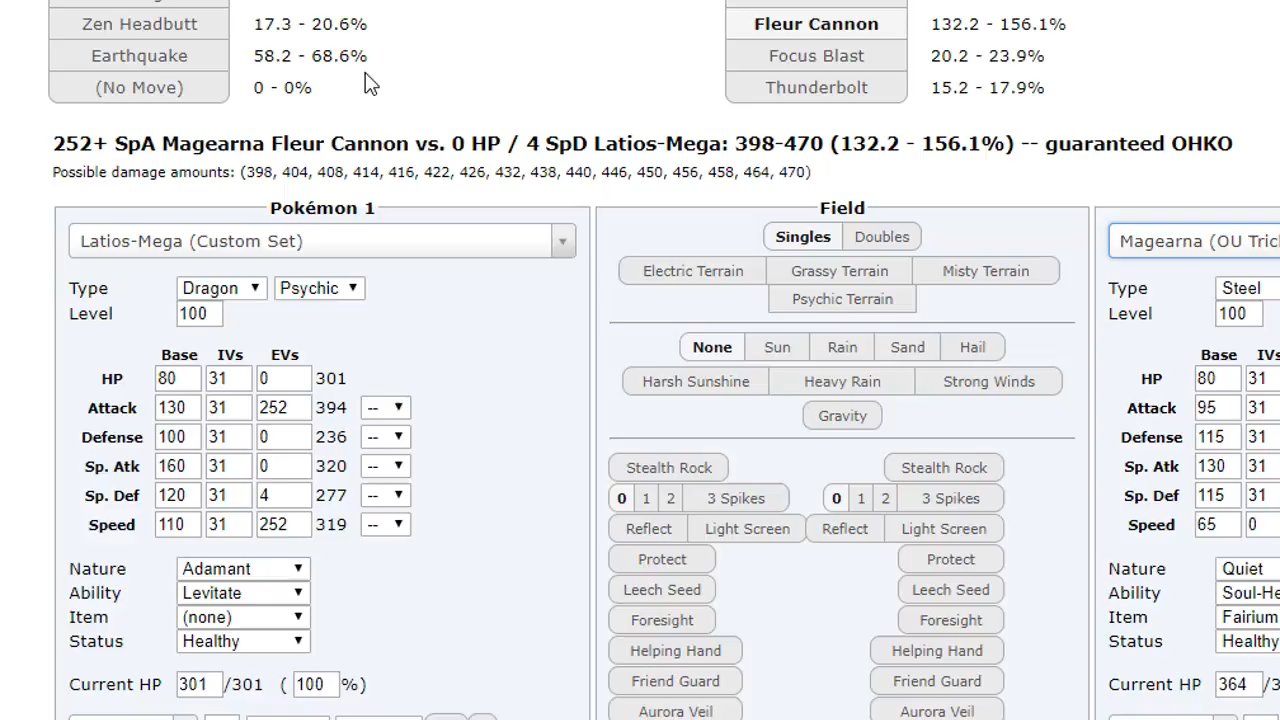 Zen Headbutt 17.3 - 20.6% Fleur Cannon 132.2 - 156.1%
Earthquake 58.2 - 68.6% Focus Blast 20.2 - 23.9%
(No Move) 0 - 0% Thunderbolt 15.2 - 17.9%
252+ SpA Magearna Fleur Cannon vs. 0 HP / 4 SpD Latios-Mega: 398-470 (132.2 - 156.1%) -- guaranteed OHKO
Possible damage amounts: (398, 404, 408, 414, 416, 422, 426, 432, 438, 440, 446, 450, 456, 458, 464, 470)
Pokémon 1
Latios-Mega (Custom Set)
Type Dragon Psychic
Level 100
Base IVs EVs
HP 80 31 0 301
Attack 130 31 252 394 --
Defense 100 31 0 236 --
Sp. Atk 160 31 0 320 --
Sp. Def 120 31 4 277 --
Speed 110 31 252 319 --
Nature Adamant
Ability Levitate
Item (none)
Status Healthy
Current HP 301 /301 ( 100 %)
Field
Singles Doubles
Electric Terrain Grassy Terrain Misty Terrain
Psychic Terrain
None Sun Rain Sand Hail
Harsh Sunshine Heavy Rain Strong Winds
Gravity
Stealth Rock Stealth Rock
0 1 2 3 Spikes 0 1 2 3 Spikes
Reflect Light Screen Reflect Light Screen
Protect Protect
Leech Seed Leech Seed
Foresight Foresight
Helping Hand Helping Hand
Friend Guard Friend Guard
Aurora Veil Aurora Veil
Magearna (OU Tric
Type Steel
Level 100
Base IVs
HP 80 31
Attack 95 31
Defense 115 31
Sp. Atk 130 31
Sp. Def 115 31
Speed 65 0
Nature Quiet
Ability Soul-He
Item Fairium
Status Healthy
Current HP 364 /3